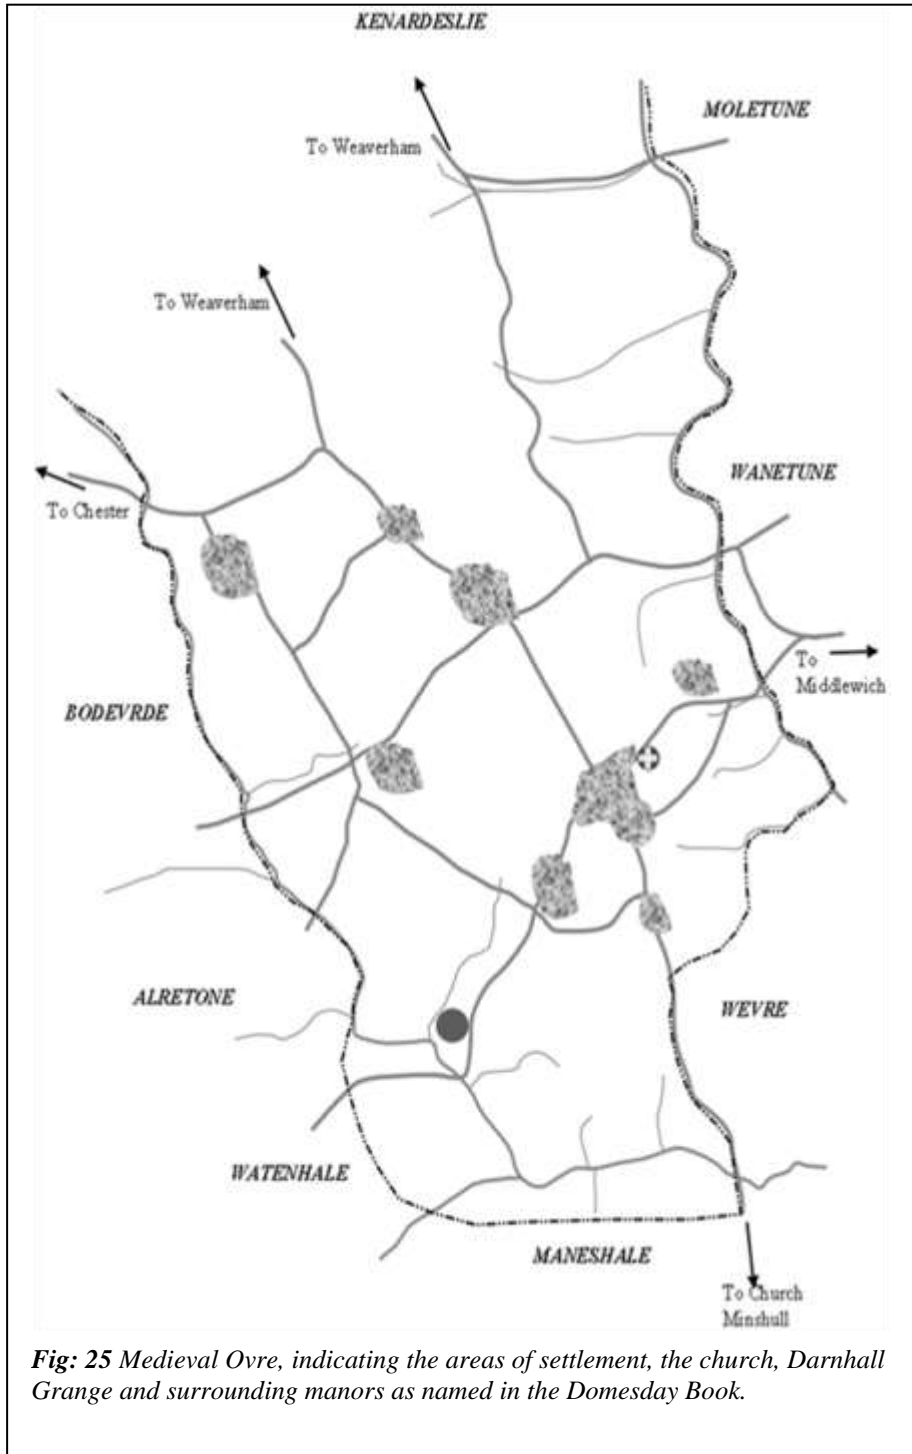 KENARDESLIE
MOLETUNE
To Weaverham
To Weaverham
WANETUNE
To Chester
To
Middlewich
BODEVRDE
ALRETONE
WEVRE
WATENHALE
MANESHALE
To Church
Minshull
Fig: 25 Medieval Ovre, indicating the areas of settlement, the church, Darnhall
Grange and surrounding manors as named in the Domesday Book.